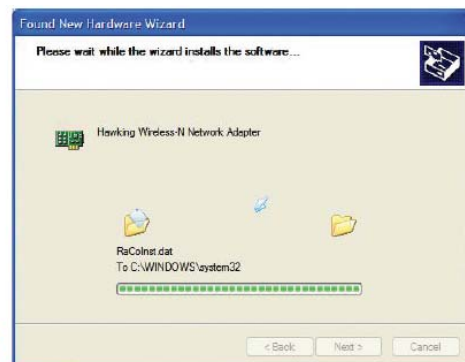 Found New Hardware Wizard
Please wait while the wizard installs the software...
Hawking Wireless-N Network Adapter
RaCoInst.dat
To C:\WINDOWS\system32
< Back
Next >
Cancel